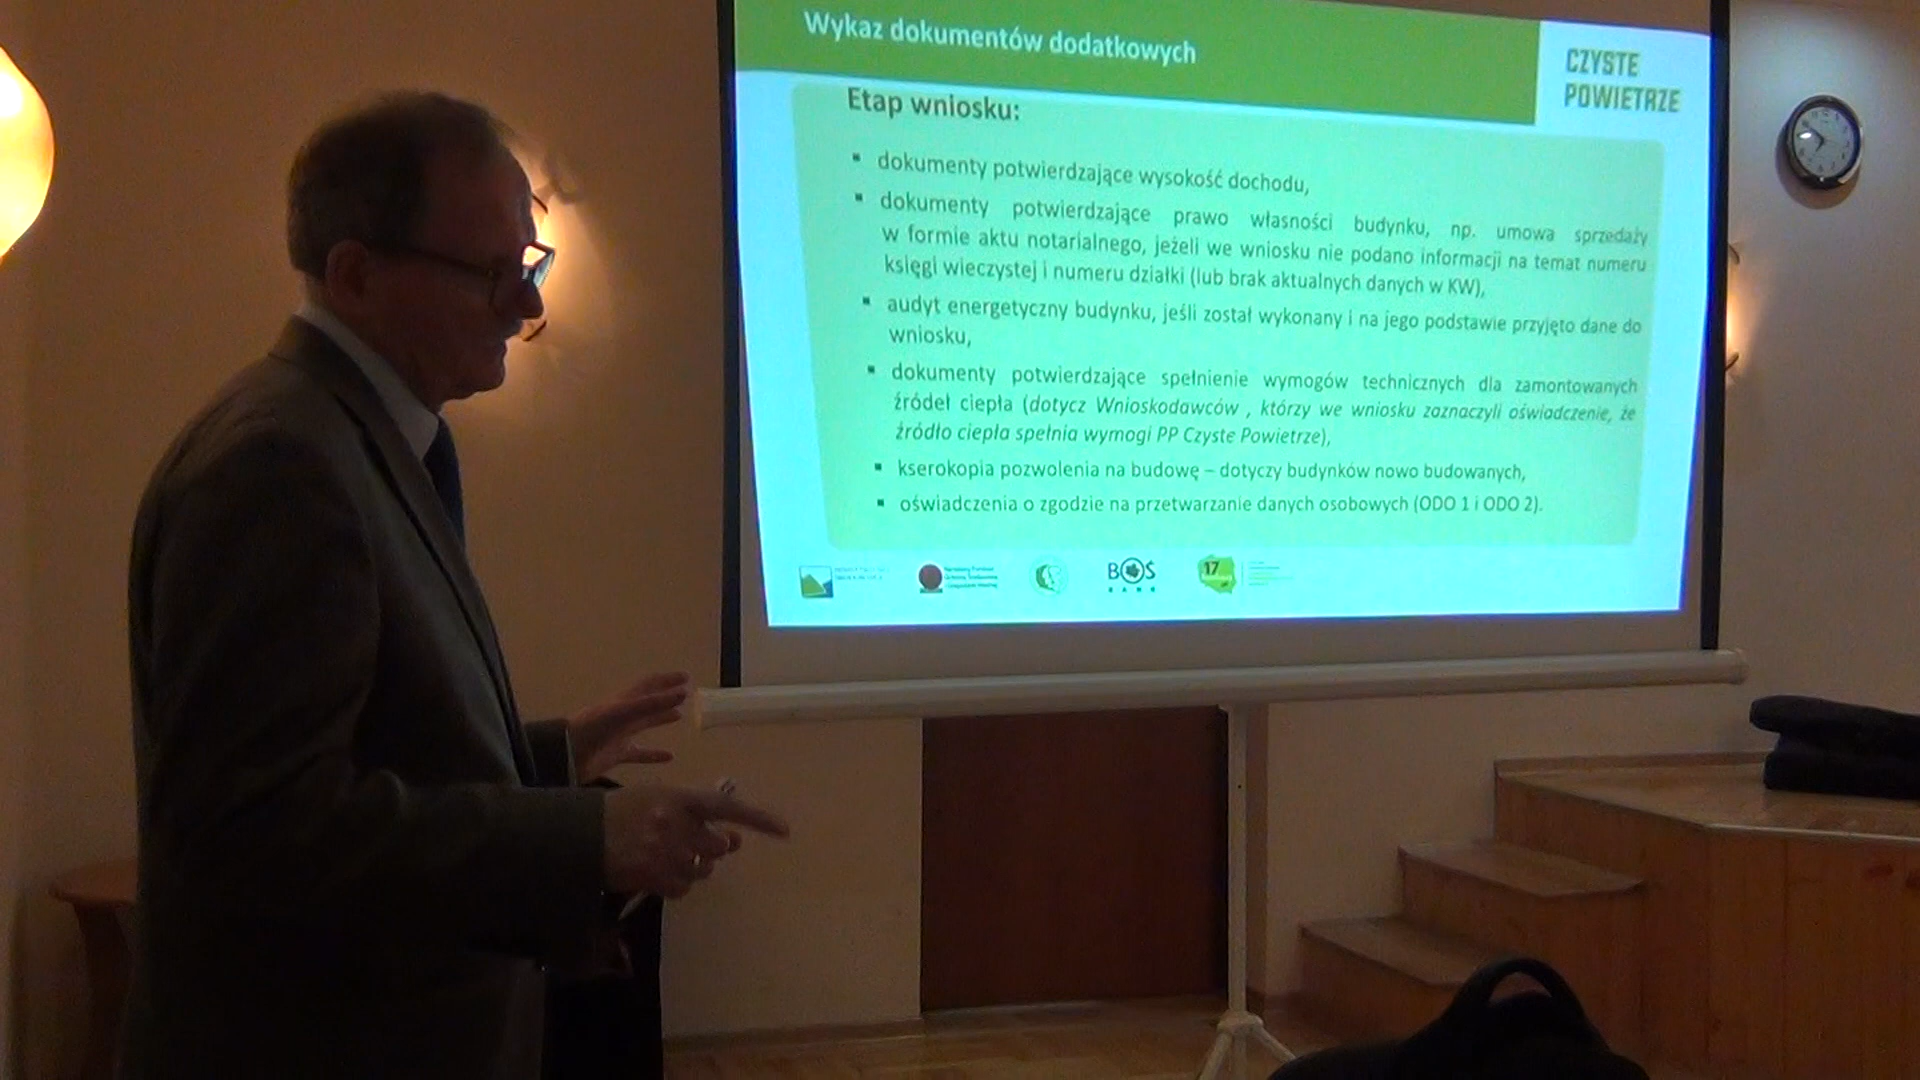 Wykaz dokumentów dodatkowych
CZYSTE
POWIETRZE
Etap wniosku:
▪ dokumenty potwierdzające wysokość dochodu,
▪ dokumenty potwierdzające prawo własności budynku, np. umowa sprzedaży
w formie aktu notarialnego, jeżeli we wniosku nie podano informacji na temat numeru
księgi wieczystej i numeru działki (lub brak aktualnych danych w KW),
▪ audyt energetyczny budynku, jeśli został wykonany i na jego podstawie przyjęto dane do
wniosku,
▪ dokumenty potwierdzające spełnienie wymogów technicznych dla zamontowanych
źródeł ciepła (dotycz Wnioskodawców , którzy we wniosku zaznaczyli oświadczenie, że
źródło ciepła spełnia wymogi PP Czyste Powietrze),
▪ kserokopia pozwolenia na budowę – dotyczy budynków nowo budowanych,
▪ oświadczenia o zgodzie na przetwarzanie danych osobowych (ODO 1 i ODO 2).
BOŚ
BANK
17